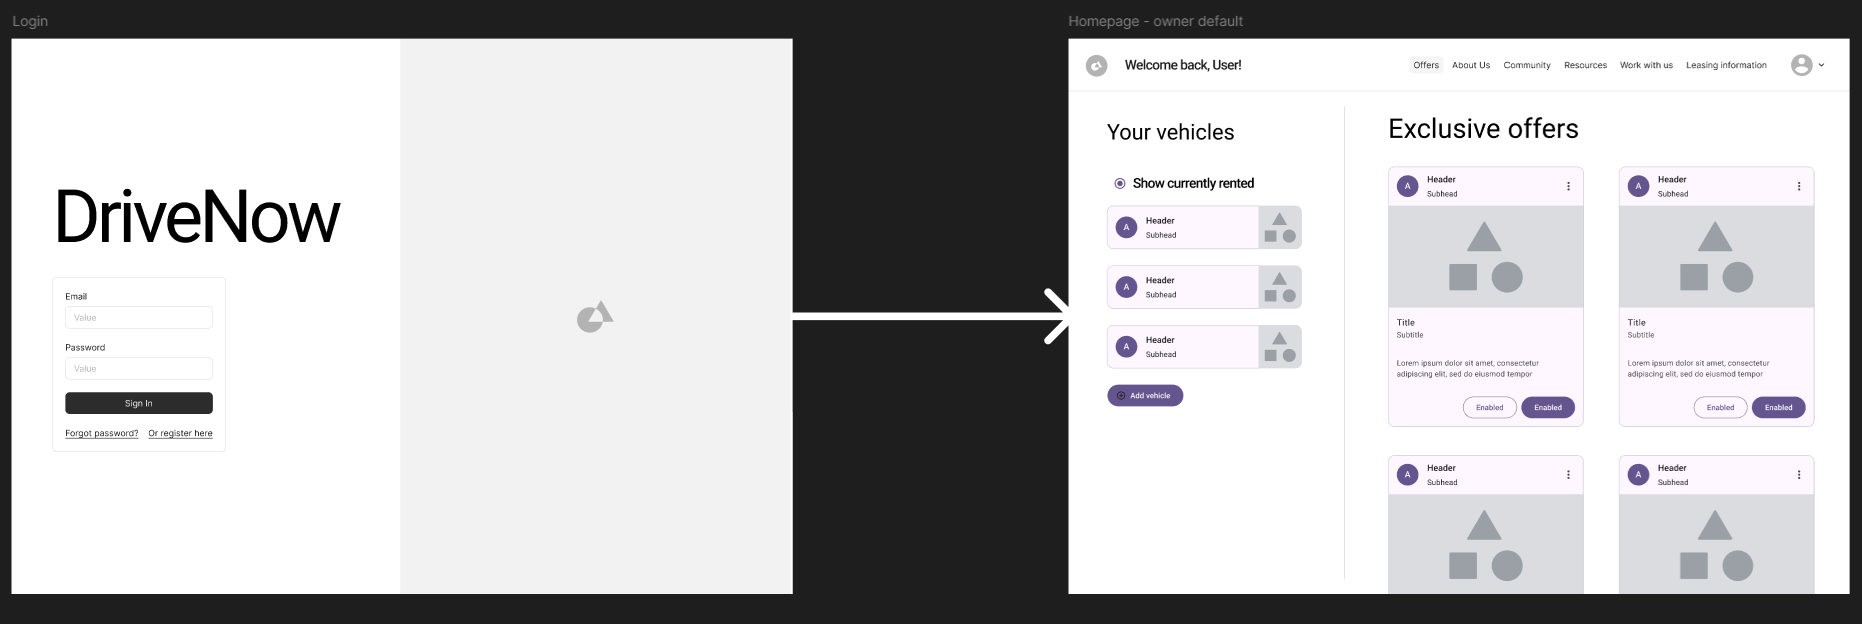 Login
DriveNow
Email
Value
Password
Value
Sign In
Forgot password? Or register here
Homepage - owner default
Welcome back, User!
Offers About Us Community Resources Work with us Leasing information
Your vehicles
Show currently rented
A Header
Subhead
A Header
Subhead
A Header
Subhead
Add vehicle
Exclusive offers
A Header
Subhead
Title
Subtitle
Lorem ipsum dolor sit amet, consectetur
adipiscing elit, sed do eiusmod tempor
Enabled Enabled
A Header
Subhead
Title
Subtitle
Lorem ipsum dolor sit amet, consectetur
adipiscing elit, sed do eiusmod tempor
Enabled Enabled
A Header
Subhead
A Header
Subhead